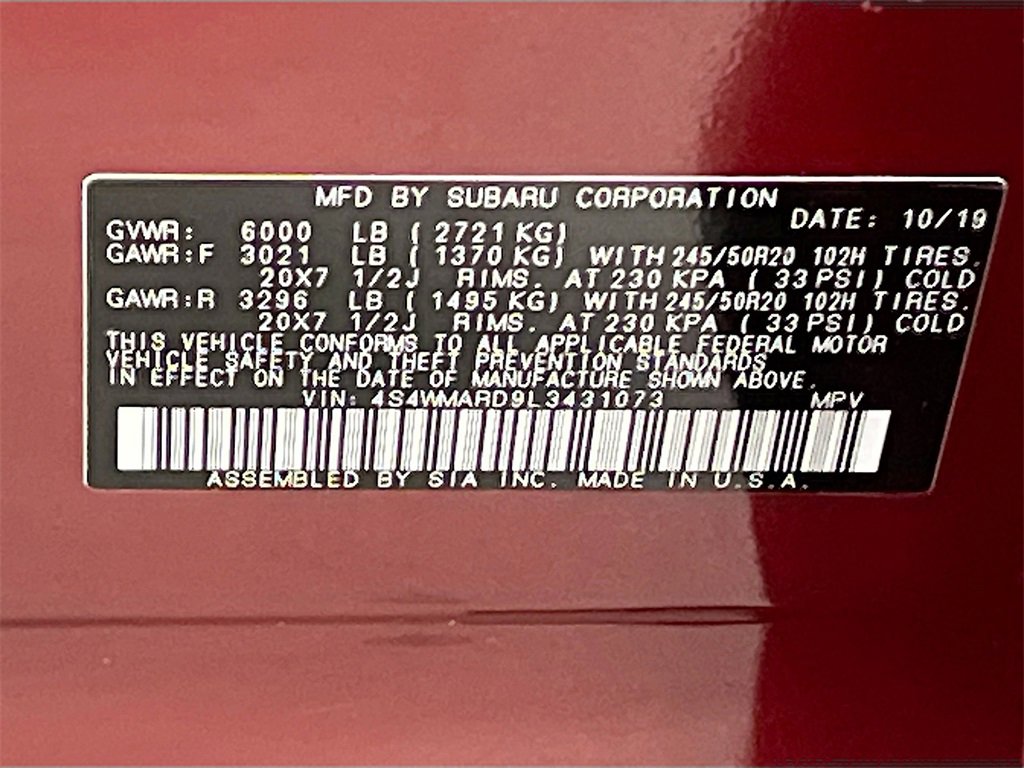 MFD BY SUBARU CORPORATION
DATE: 10/19
GVWR: 6000 LB ( 2721 KG)
GAWR:F 3021 LB ( 1370 KG) WITH 245/50R20 102H TIRES.
20X7 1/2J RIMS. AT 230 KPA ( 33 PSI) COLD
GAWR:R 3296 LB ( 1495 KG) WITH 245/50R20 102H TIRES.
20X7 1/2J RIMS. AT 230 KPA ( 33 PSI) COLD
THIS VEHICLE CONFORMS TO ALL APPLICABLE FEDERAL MOTOR
VEHICLE SAFETY AND THEFT PREVENTION STANDARDS
IN EFFECT ON THE DATE OF MANUFACTURE SHOWN ABOVE.
VIN: 4S4WMARD9L3431073 MPV
ASSEMBLED BY SIA INC. MADE IN U.S.A.